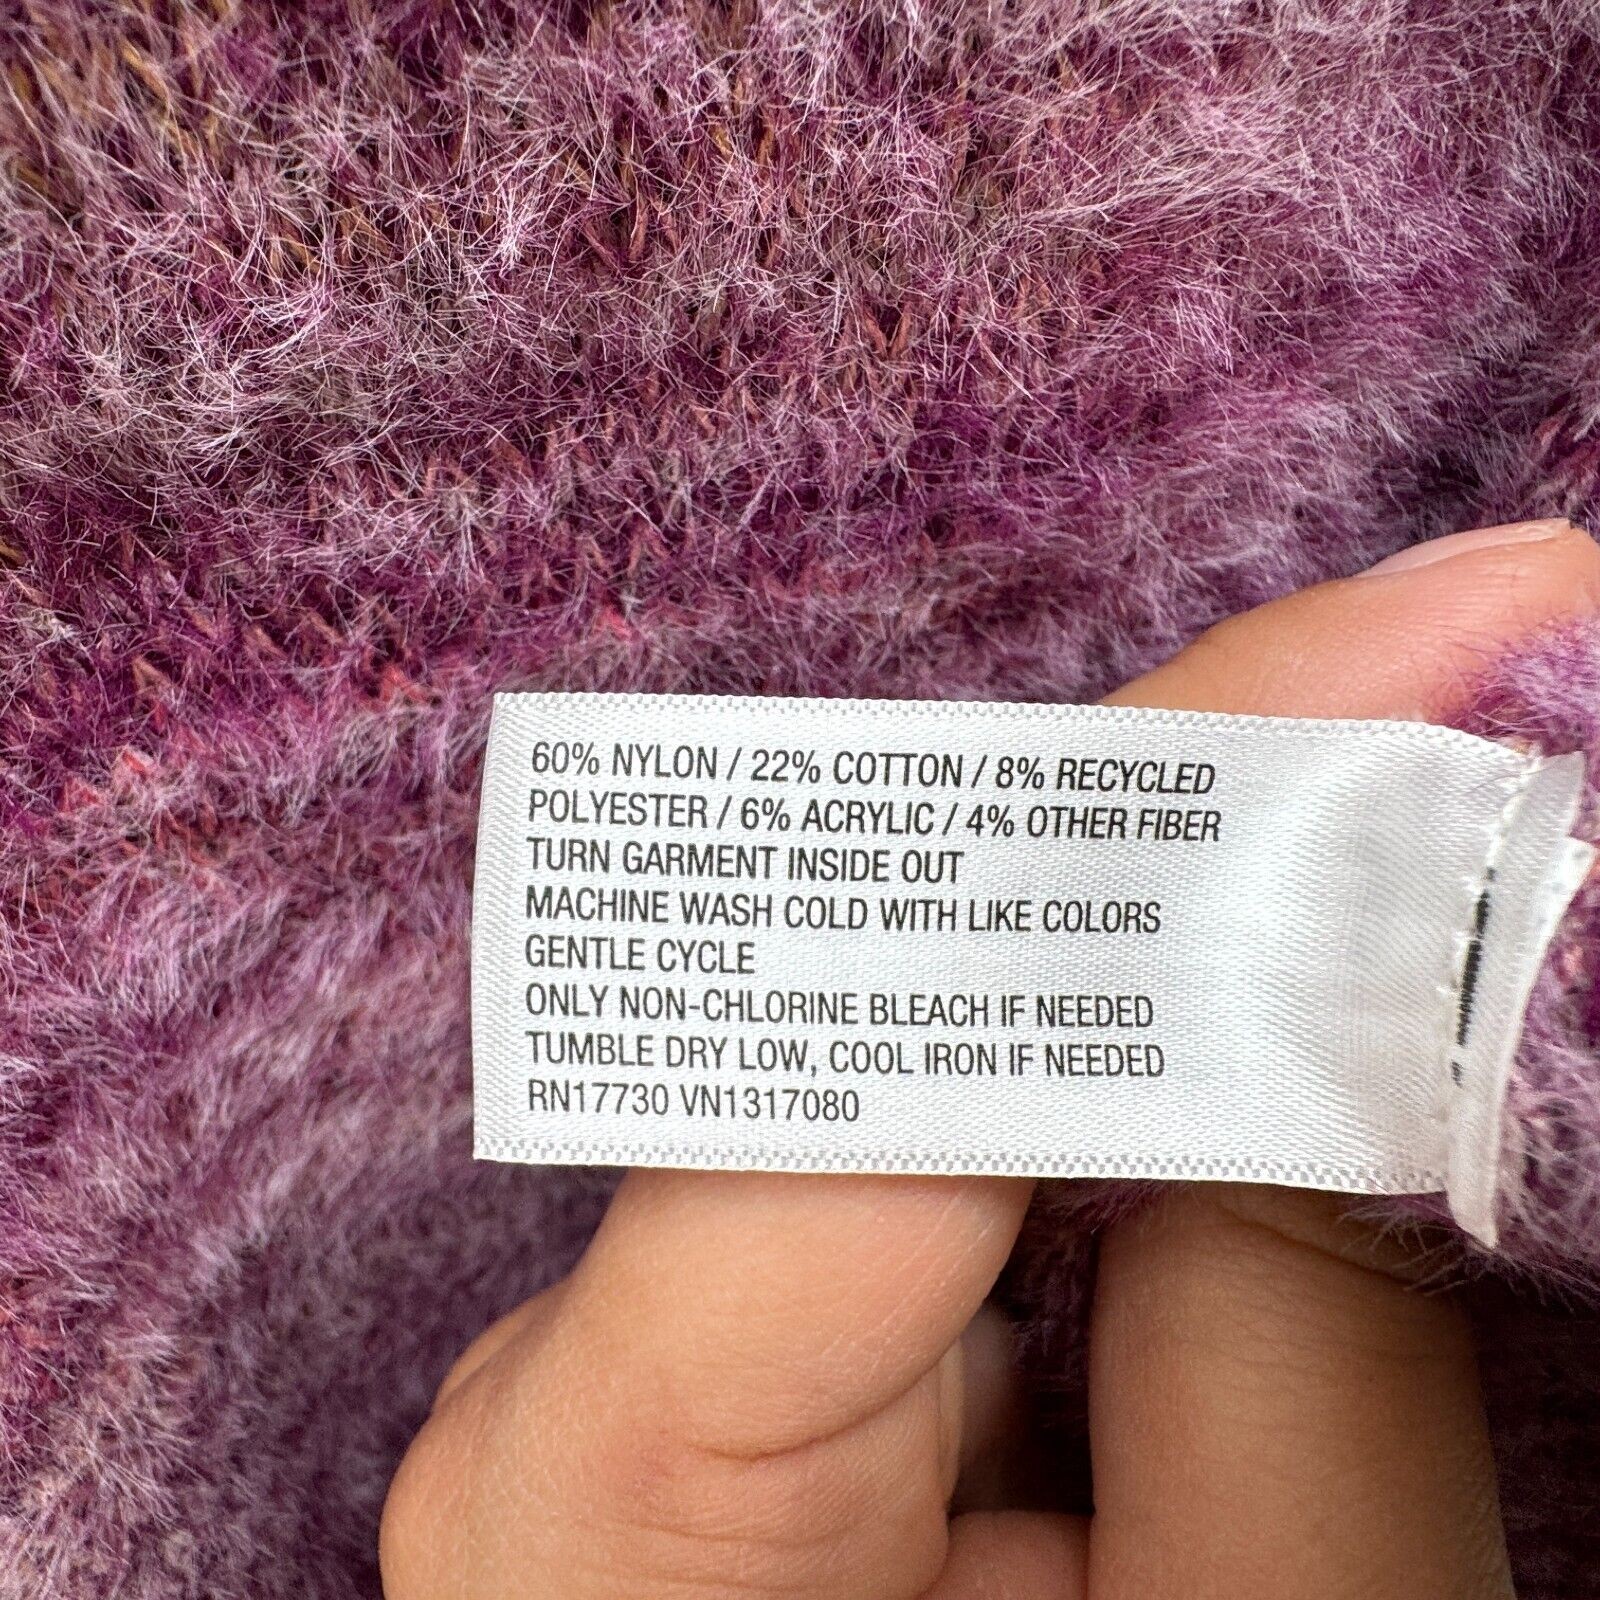 60% NYLON / 22% COTTON / 8% RECYCLED
POLYESTER / 6% ACRYLIC / 4% OTHER FIBER
TURN GARMENT INSIDE OUT
MACHINE WASH COLD WITH LIKE COLORS
GENTLE CYCLE
ONLY NON-CHLORINE BLEACH IF NEEDED
TUMBLE DRY LOW, COOL IRON IF NEEDED
RN17730 VN1317080